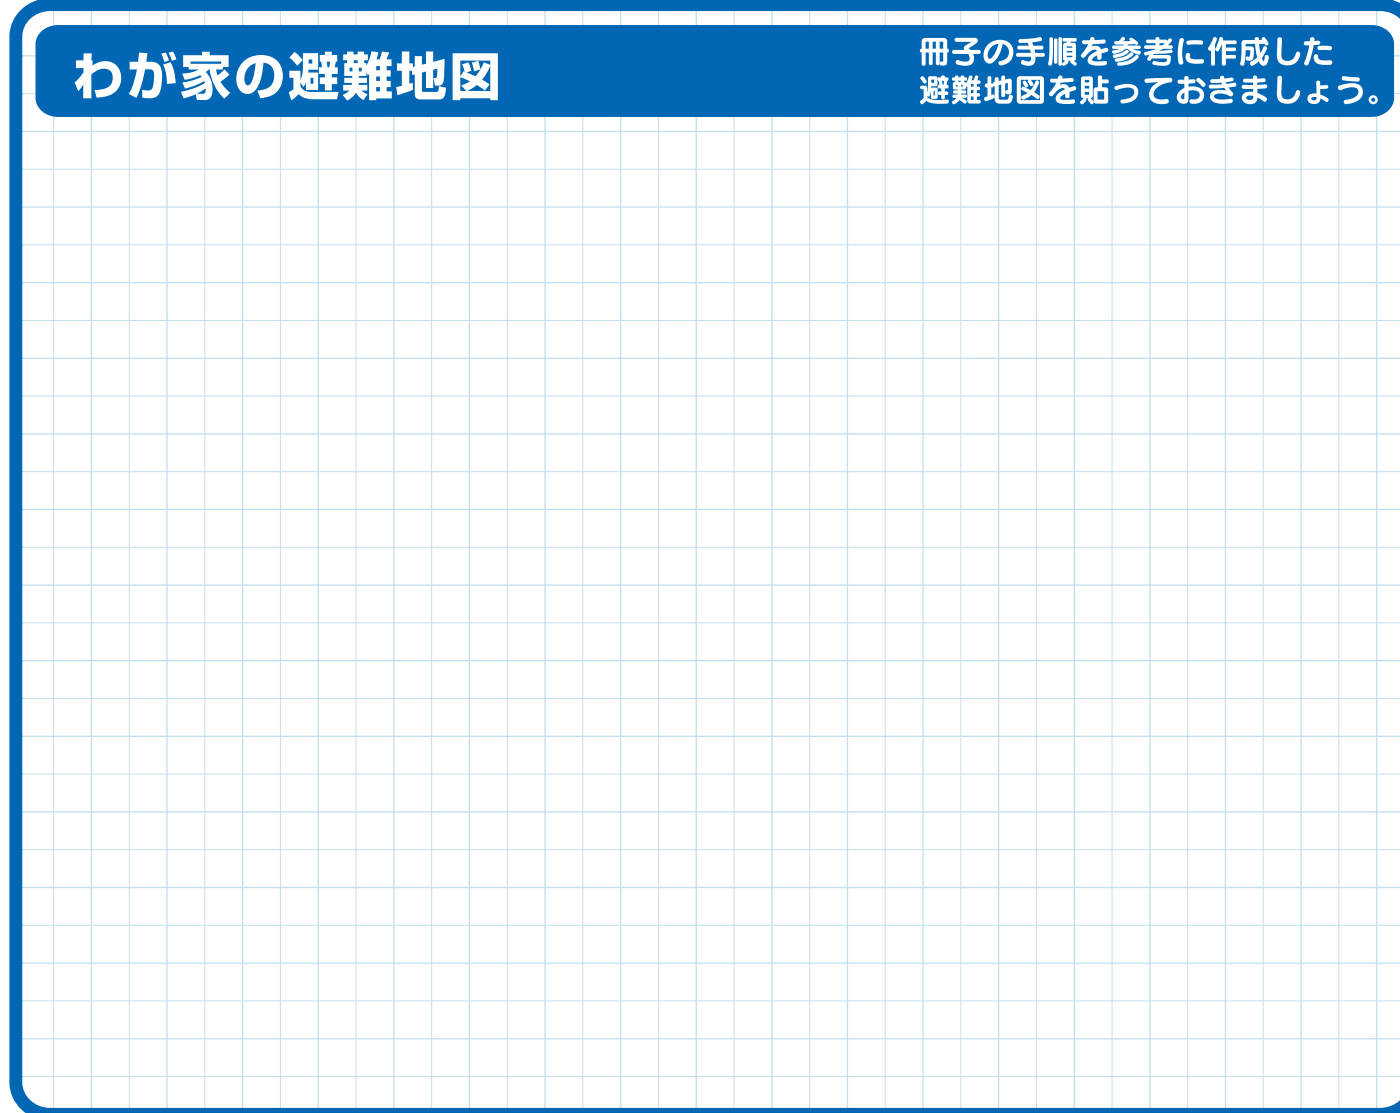 わが家の避難地図
冊子の手順を参考に作成した
避難地図を貼っておきましょう。